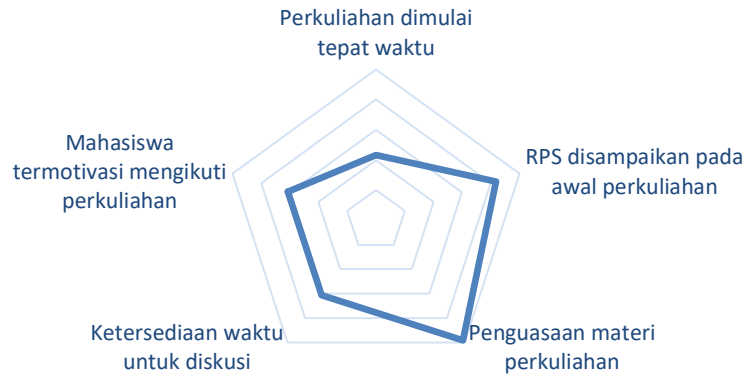 Perkuliahan dimulai
tepat waktu
RPS disampaikan pada
awal perkuliahan
Penguasaan materi
perkuliahan
Ketersediaan waktu
untuk diskusi
Mahasiswa
termotivasi mengikuti
perkuliahan